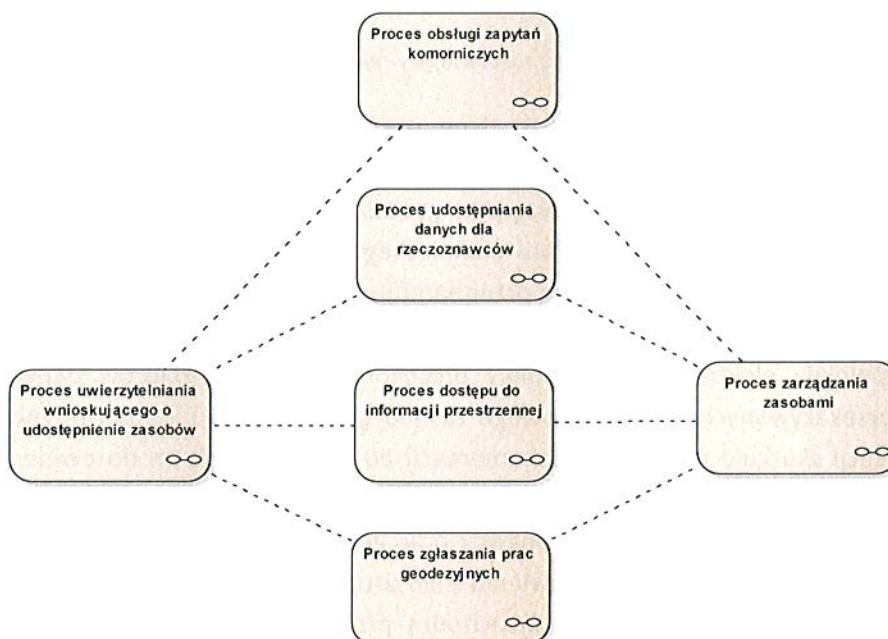 Proces obsługi zapytań
komorniczych
Proces udostępniania
danych dla
rzeczoznawców
Proces uwierzytelniania
wnioskującego o
udostępnienie zasobów
Proces dostępu do
informacji przestrzennej
Proces zarządzania
zasobami
Proces zgłaszania prac
geodezyjnych